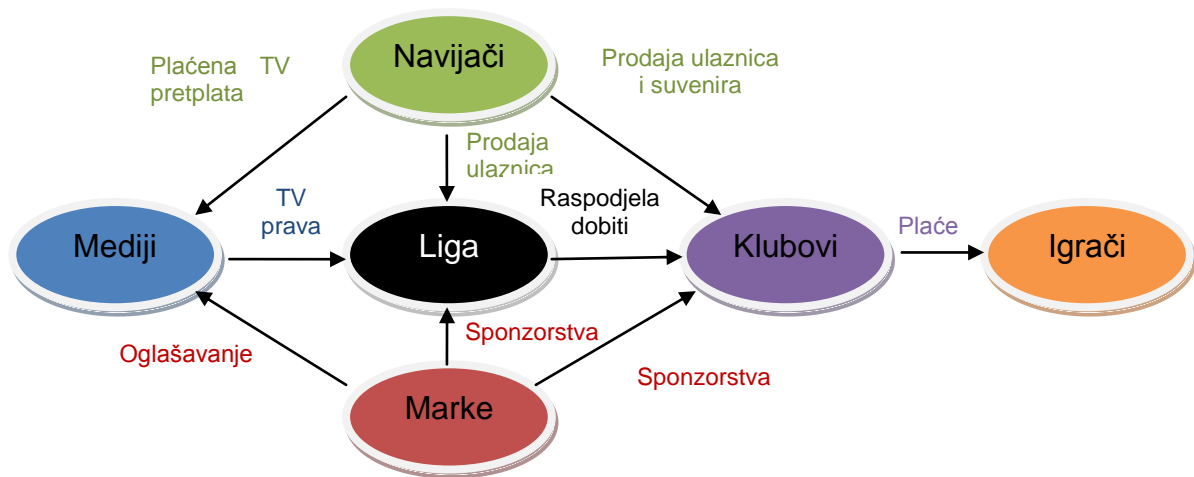 Navijači
Plaćena TV
pretplata
Prodaja ulaznica
i suvenira
Prodaja
ulaznica
TV
prava
Raspodjela
dobiti
Mediji
Liga
Klubovi
Plaće
Igrači
Oglašavanje
Sponzorstva
Sponzorstva
Marke